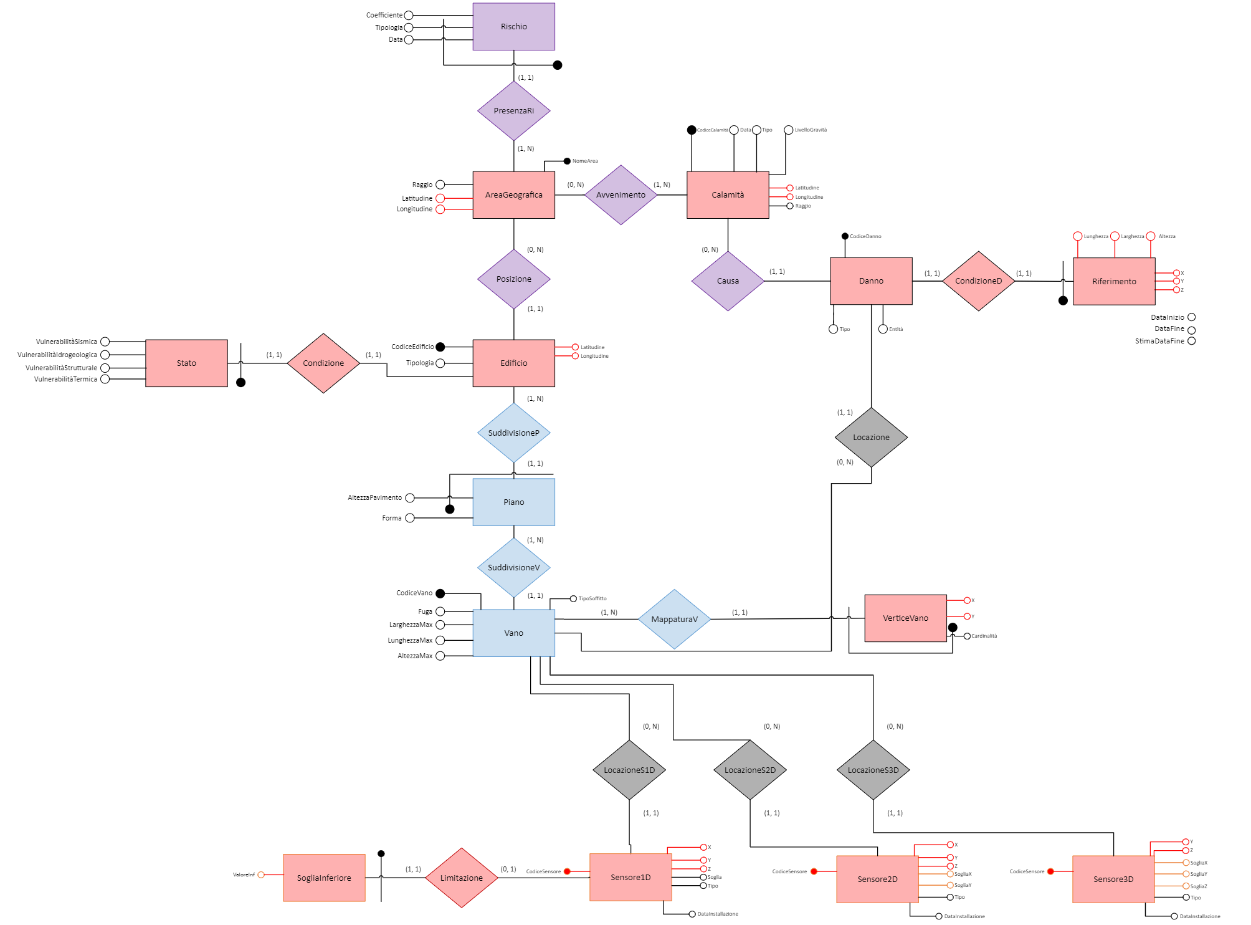 Coefficiente
Tipologia
Data
Rischio
(1, 1)
PresenzaRi
(1, N)
NomeArea
Raggio
Latitudine
Longitudine
AreaGeografica
(0, N)
Avvenimento
(1, N)
CodiceCalamità
Data
Tipo
LivelloGravità
Calamità
Latitudine
Longitudine
Raggio
(0, N)
Posizione
(1, 1)
(0, N)
Causa
(1, 1)
CodiceDanno
Danno
Tipo
Entità
(1, 1)
CondizioneD
(1, 1)
Lunghezza
Larghezza
Altezza
Riferimento
X
Y
Z
DataInizio
DataFine
StimaDataFine
VulnerabilitàSismica
VulnerabilitàIdrogeologica
VulnerabilitàStrutturale
VulnerabilitàTermica
Stato
(1, 1)
Condizione
(1, 1)
CodiceEdificio
Tipologia
Edificio
Latitudine
Longitudine
(1, N)
SuddivisioneP
(1, 1)
(1, 1)
Locazione
(0, N)
AltezzaPavimento
Forma
Piano
(1, N)
SuddivisioneV
(1, 1)
CodiceVano
Fuga
LarghezzaMax
LunghezzaMax
AltezzaMax
TipoSoffitto
Vano
(1, N)
MappaturaV
(1, 1)
VerticeVano
X
Y
Cardinalità
(0, N)
(0, N)
(0, N)
LocazioneS1D
LocazioneS2D
LocazioneS3D
(1, 1)
(1, 1)
(1, 1)
ValoreInf
SogliaInferiore
(1, 1)
Limitazione
(0, 1)
CodiceSensore
Sensore1D
X
Y
Z
Soglia
Tipo
DataInstallazione
CodiceSensore
Sensore2D
X
Y
Z
SogliaX
SogliaY
Tipo
DataInstallazione
CodiceSensore
Sensore3D
Y
Z
SogliaX
SogliaY
SogliaZ
Tipo
DataInstallazione